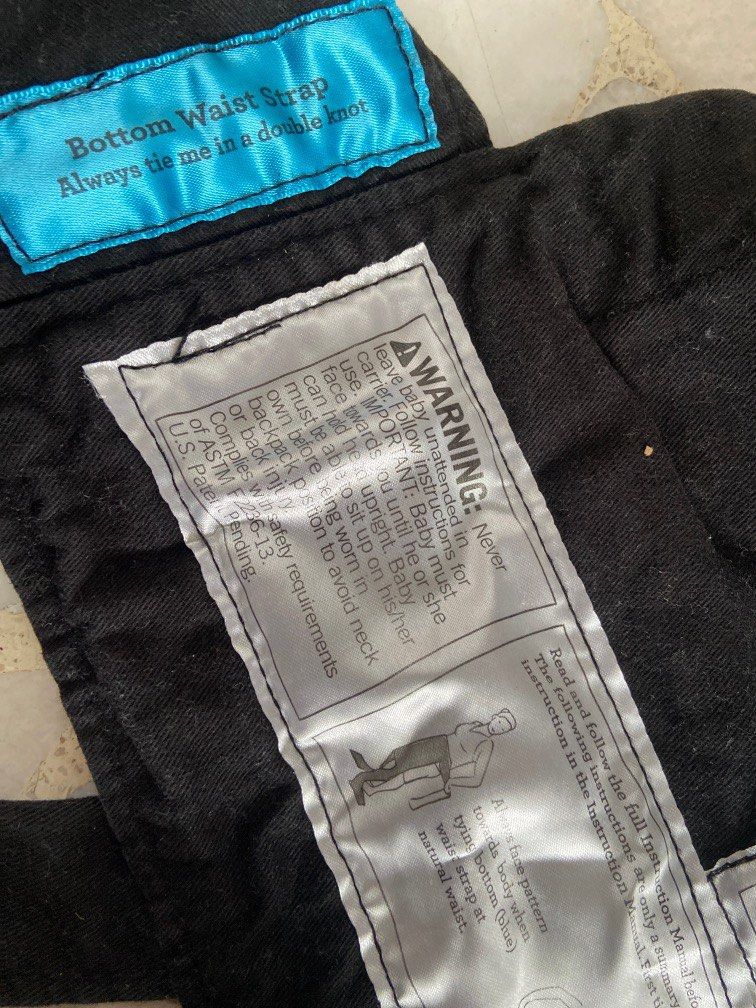 Bottom Waist Strap
Always tie me in a double knot
WARNING: Never
leave baby unattended in
carrier. Follow instructions for
use. IMPORTANT: Baby must
face towards you until he or she
can hold head upright. Baby
must be able to sit up on his/her
own before being worn in
backpack position to avoid neck
or back injury.
Complies with safety requirements
of ASTM 2236-13.
U.S. Patent Pending.
Read and follow the full Instruction Manual before
The following instructions are only a summary
instruction in the Instruction Manual. First
Always face pattern
towards body when
tying bottom (blue)
waist strap at
natural waist.